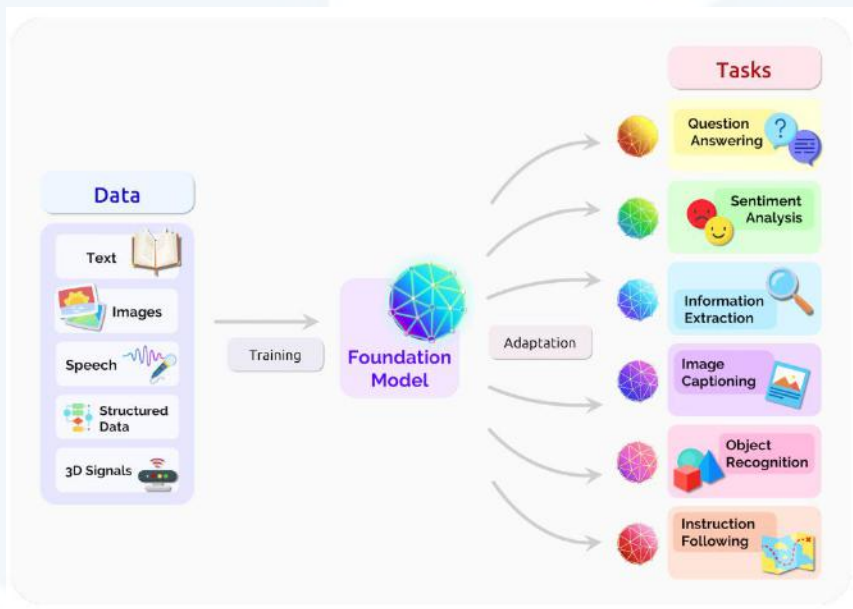 Tasks
Question
Answering
?
Data
Sentiment
Analysis
Text
Images
Information
Extraction
Training
Foundation
Model
Adaptation
Speech
Image
Captioning
Structured
Data
3D Signals
Object
Recognition
Instruction
Following